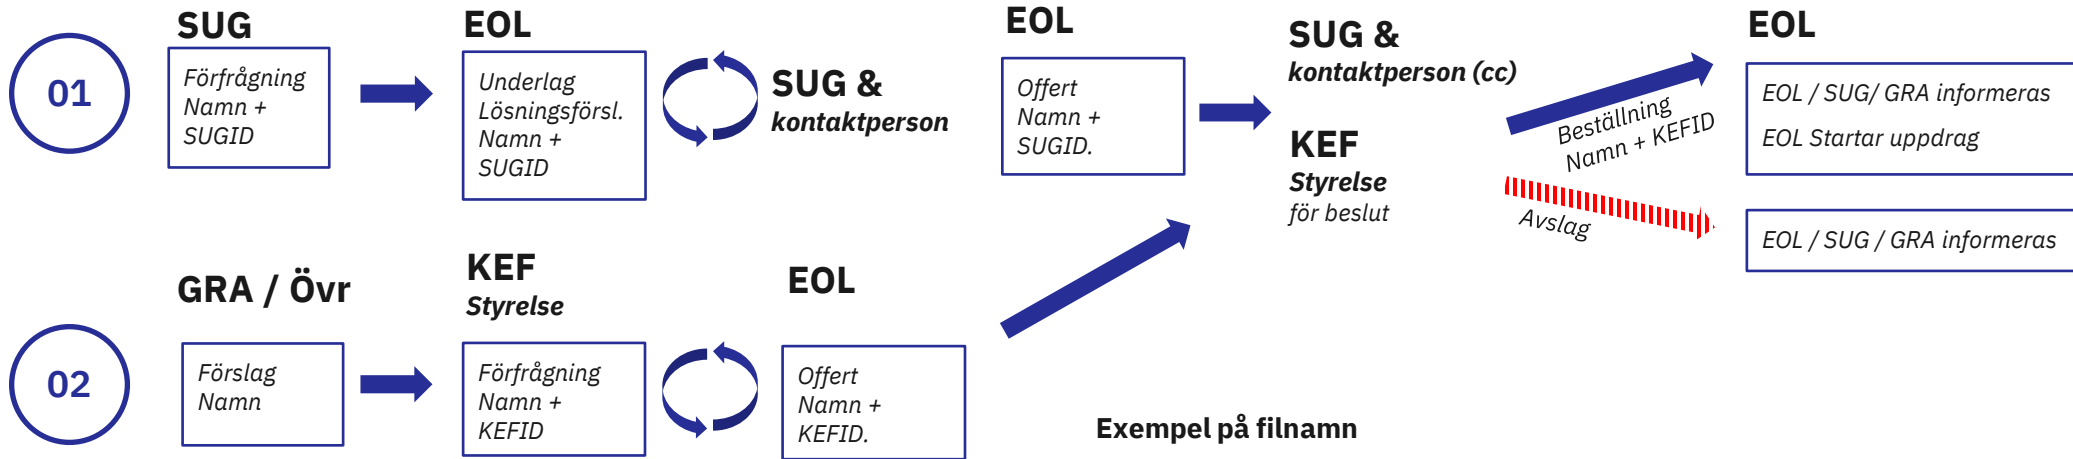 01
SUG
Förfrågning
Namn +
SUGID
EOL
Underlag
Lösningsförsl.
Namn +
SUGID
SUG &
kontaktperson
EOL
Offert
Namn +
SUGID.
SUG &
kontaktperson (cc)
KEF
Styrelse
för beslut
Beställning
Namn + KEFID
Avslag
EOL
EOL / SUG/ GRA informeras
EOL Startar uppdrag
EOL / SUG / GRA informeras
02
GRA / Övr
Förslag
Namn
KEF
Styrelse
Förfrågning
Namn +
KEFID
EOL
Offert
Namn +
KEFID.
Exempel på filnamn